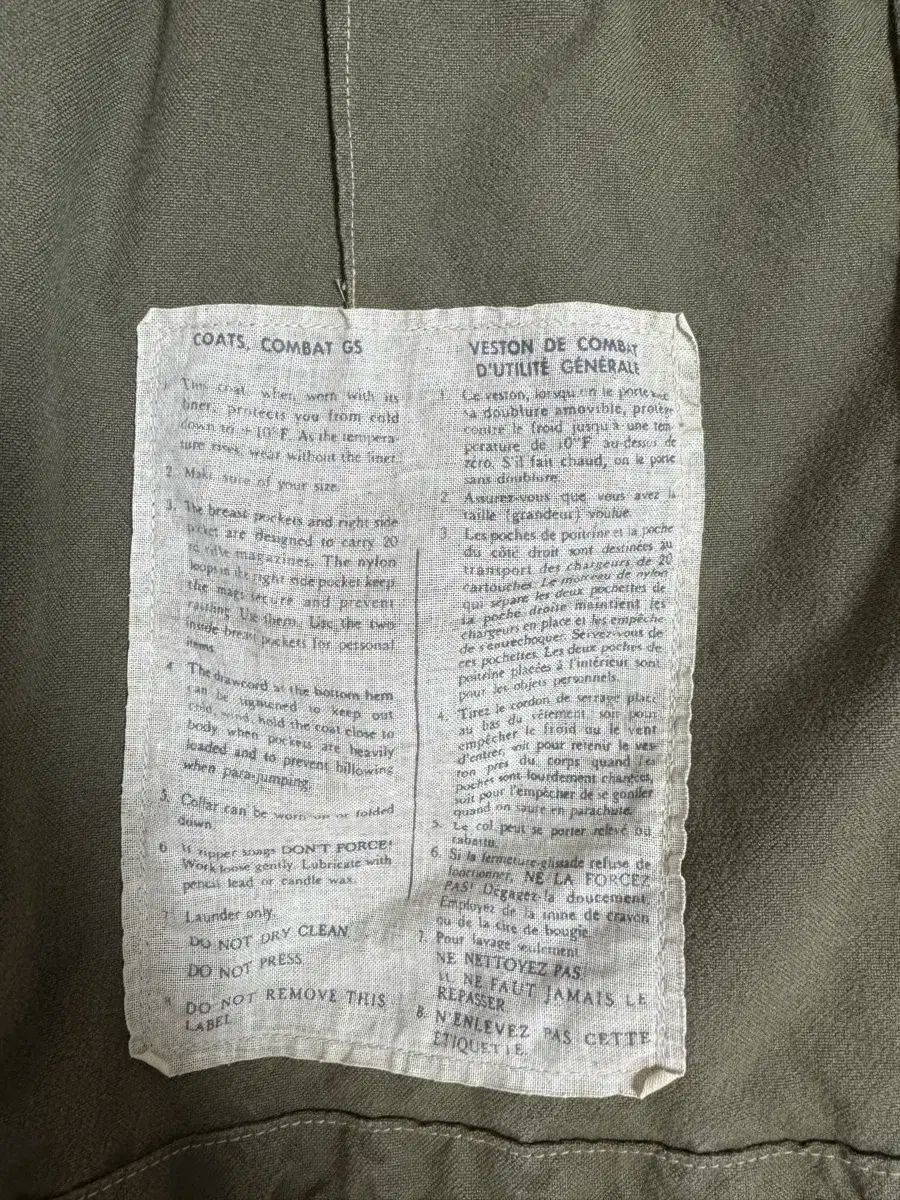 COATS, COMBAT GS
1. This coat, when worn with its
liner, protects you from cold
down to +10°F. As the tempera-
ture rises, wear without the liner.
2. Make sure of your size.
3. The breast pockets and right side
pocket are designed to carry 20
rd rifle magazines. The nylon
loops in the right side pocket keep
the mags secure and prevent
rattling. Use them. Use the two
inside breast pockets for personal
items.
4. The drawcord at the bottom hem
can be tightened to keep out
cold, wind, hold the coat close to
body when pockets are heavily
loaded and to prevent billowing
when para-jumping.
5. Collar can be worn up or folded
down.
6. If zipper snags DON'T FORCE!
Work loose gently. Lubricate with
pencil lead or candle wax.
7. Launder only.
DO NOT DRY CLEAN
DO NOT PRESS
8. DO NOT REMOVE THIS
LABEL
VESTON DE COMBAT
D'UTILITÉ GÉNÉRALE
1. Ce veston, lorsqu'on le porte avec
sa doublure amovible, protège
contre le froid jusqu'à une tem-
pérature de 10°F au-dessus de
zéro. S'il fait chaud, on le porte
sans doublure.
2. Assurez-vous que vous avez la
taille (grandeur) voulue.
3. Les poches de poitrine et la poche
du côté droit sont destinées au
transport des chargeurs de 20
cartouches. Le morceau de nylon
qui sépare les deux pochettes de
la poche droite maintient les
chargeurs en place et les empêche
de s'entrechoquer. Servez-vous de
ces pochettes. Les deux poches de
poitrine placées à l'intérieur sont
pour les objets personnels.
4. Tirez le cordon de serrage placé
au bas du vêtement soit pour
empêcher le froid ou le vent
d'entrer, soit pour retenir le ves-
ton près du corps quand les
poches sont lourdement chargées,
soit pour l'empêcher de se gonfler
quand on saute en parachute.
5. Le col peut se porter relevé ou
rabattu.
6. Si la fermeture-glissade refuse de
fonctionner, NE LA FORCEZ
PAS! Dégagez-la doucement.
Employez de la mine de crayon
ou de la cire de bougie.
7. Pour lavage seulement
NE NETTOYEZ PAS
IL NE FAUT JAMAIS LE
REPASSER
8. N'ENLEVEZ PAS CETTE
ÉTIQUETTE